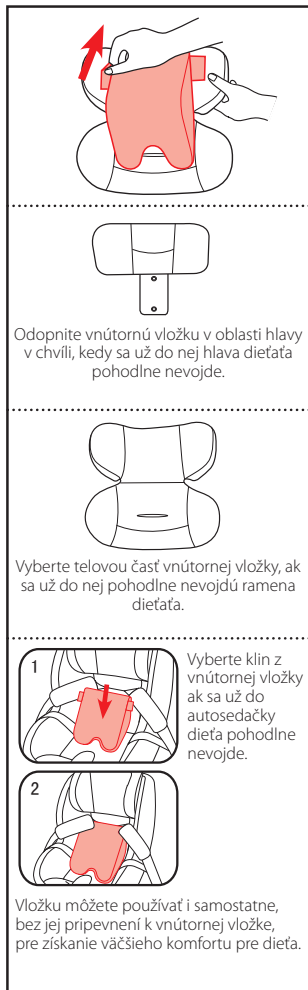 Odopnite vnútornú vložku v oblasti hlavy
v chvíli, kedy sa už do nej hlava dieťaťa
pohodlne nevojde.
Vyberte telovou časť vnútornej vložky, ak
sa už do nej pohodlne nevojdú ramena
dieťaťa.
1
Vyberte klin z
vnútornej vložky
ak sa už do
autosedačky
dieťa pohodlne
nevojde.
2
Vložku môžete používať i samostatne,
bez jej pripevnení k vnútornej vložke,
pre získanie väčšieho komfortu pre dieťa.